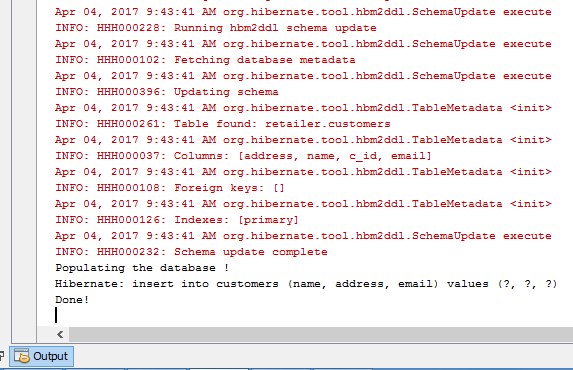 Apr 04, 2017 9:43:41 AM org.hibernate.tool.hbm2ddl.SchemaUpdate execute
INFO: HHH000228: Running hbm2ddl schema update
Apr 04, 2017 9:43:41 AM org.hibernate.tool.hbm2ddl.SchemaUpdate execute
INFO: HHH000102: Fetching database metadata
Apr 04, 2017 9:43:41 AM org.hibernate.tool.hbm2ddl.SchemaUpdate execute
INFO: HHH000396: Updating schema
Apr 04, 2017 9:43:41 AM org.hibernate.tool.hbm2ddl.TableMetadata <init>
INFO: HHH000261: Table found: retailer.customers
Apr 04, 2017 9:43:41 AM org.hibernate.tool.hbm2ddl.TableMetadata <init>
INFO: HHH000037: Columns: [address, name, c_id, email]
Apr 04, 2017 9:43:41 AM org.hibernate.tool.hbm2ddl.TableMetadata <init>
INFO: HHH000108: Foreign keys: []
Apr 04, 2017 9:43:41 AM org.hibernate.tool.hbm2ddl.TableMetadata <init>
INFO: HHH000126: Indexes: [primary]
Apr 04, 2017 9:43:41 AM org.hibernate.tool.hbm2ddl.SchemaUpdate execute
INFO: HHH000232: Schema update complete
Populating the database !
Hibernate: insert into customers (name, address, email) values (?, ?, ?)
Done!
Output